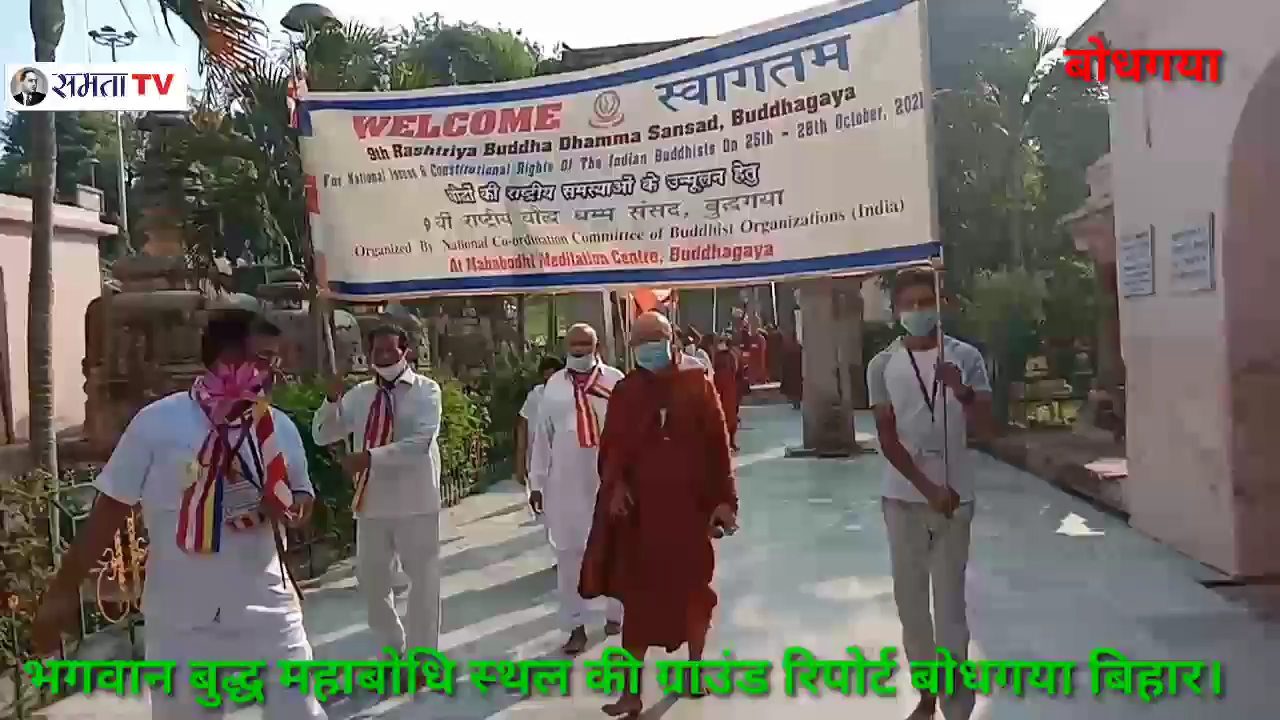 समता TV
बोधगया
WELCOME स्वागतम
9th Rashtriya Buddha Dhamma Sansad, Buddhagaya
For National Issues & Constitutional Rights Of The Indian Buddhists On 26th - 28th October, 2021
बौद्धों की राष्ट्रीय समस्याओं के उन्मूलन हेतु
9 वीं राष्ट्रीय बौद्ध धम्म संसद, बुद्धगया
Organized By National Co-ordination Committee of Buddhist Organizations (India)
At Mahabodhi Meditation Centre, Buddhagaya
भगवान बुद्ध महाबोधि स्थल की ग्राउंड रिपोर्ट बोधगया बिहार।